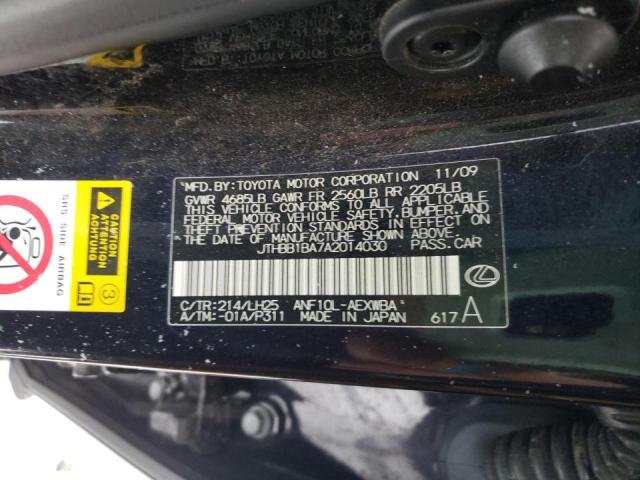 MFD.BY:TOYOTA MOTOR CORPORATION 11/09
GVWR 4685LB GAWR FR 2560LB RR 2205LB
THIS VEHICLE CONFORMS TO ALL APPLICABLE
FEDERAL MOTOR VEHICLE SAFETY, BUMPER, AND
THEFT PREVENTION STANDARDS IN EFFECT ON
THE DATE OF MANUFACTURE SHOWN ABOVE.
JTHBB1BA7A2014030 PASS.CAR
C/TR:214/LH25 ANF10L-AEXWBA
A/TM:-01A/P311 MADE IN JAPAN
617A
CAUTION
ATTENTION
SRS SIDE AIRBAG
3